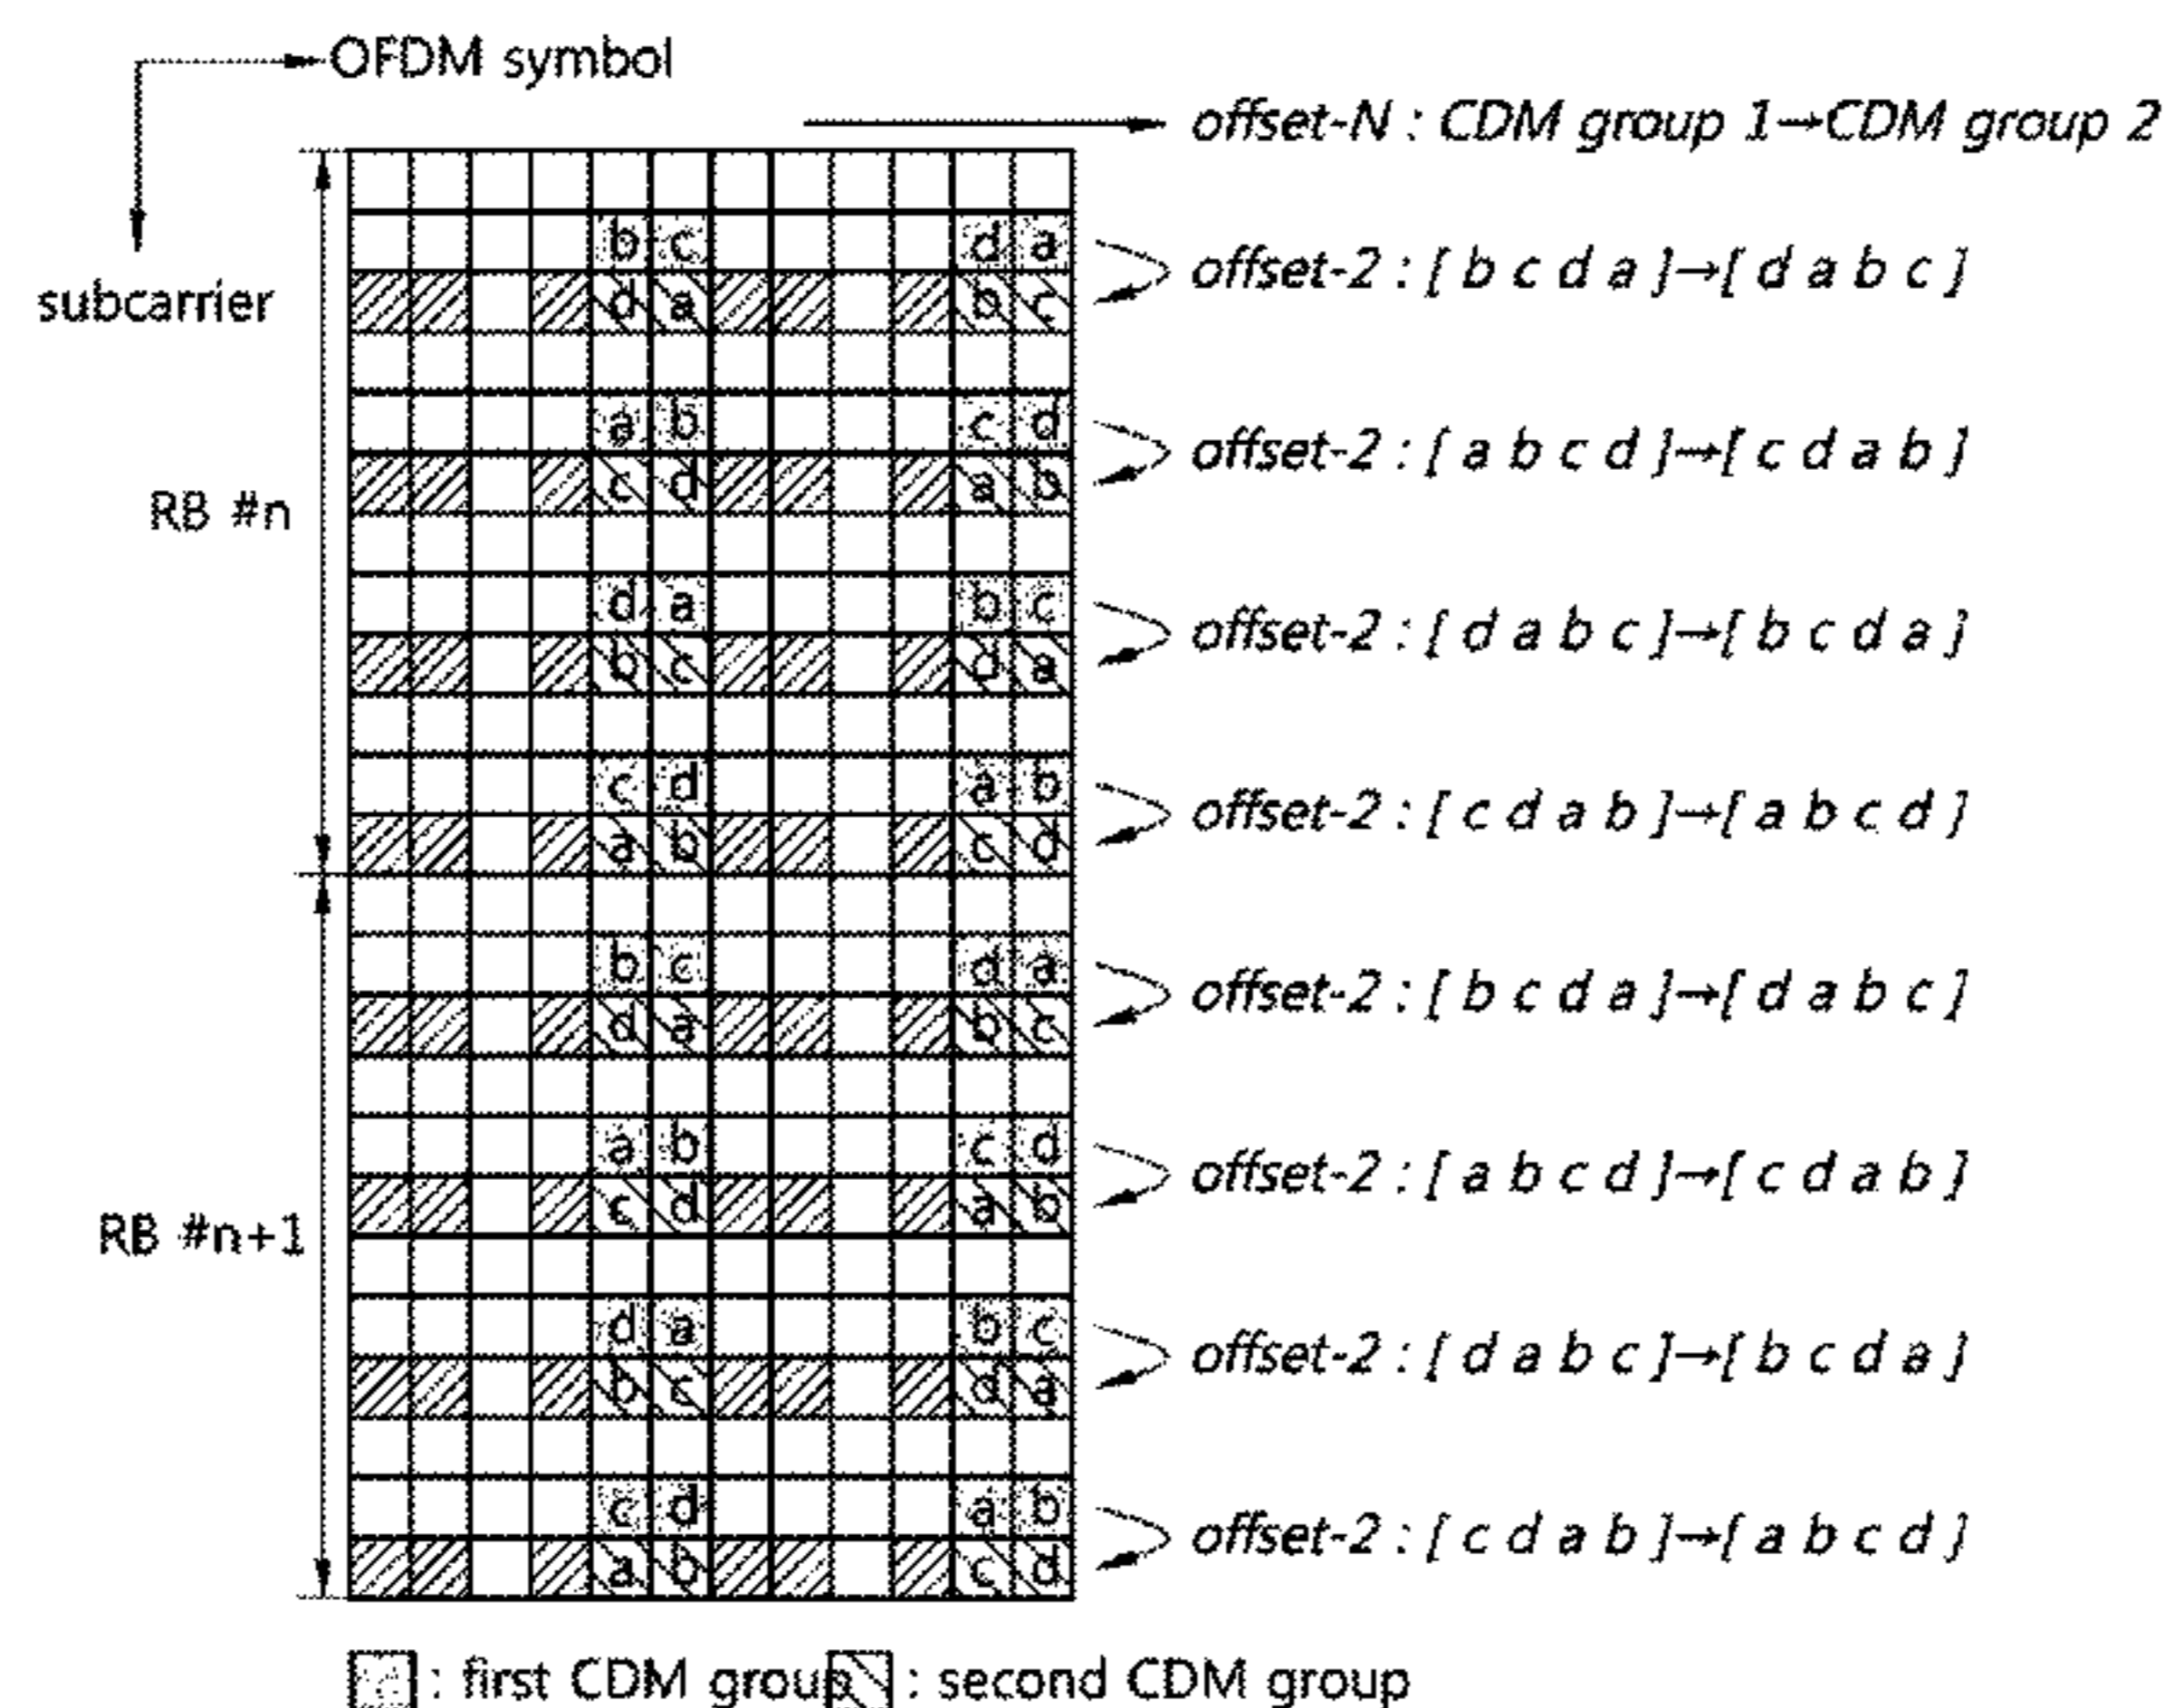 OFDM symbol
offset-N : CDM group 1→CDM group 2
subcarrier
b c d a
offset-2 : [ b c d a ]→[ d a b c ]
d a b c
a b c d
offset-2 : [ a b c d ]→[ c d a b ]
c d a b
RB #n
d a b c
offset-2 : [ d a b c ]→[ b c d a ]
b c d a
c d a b
offset-2 : [ c d a b ]→[ a b c d ]
a b c d
b c d a
offset-2 : [ b c d a ]→[ d a b c ]
d a b c
a b c d
offset-2 : [ a b c d ]→[ c d a b ]
c d a b
RB #n+1
d a b c
offset-2 : [ d a b c ]→[ b c d a ]
b c d a
c d a b
offset-2 : [ c d a b ]→[ a b c d ]
a b c d
: first CDM group : second CDM group